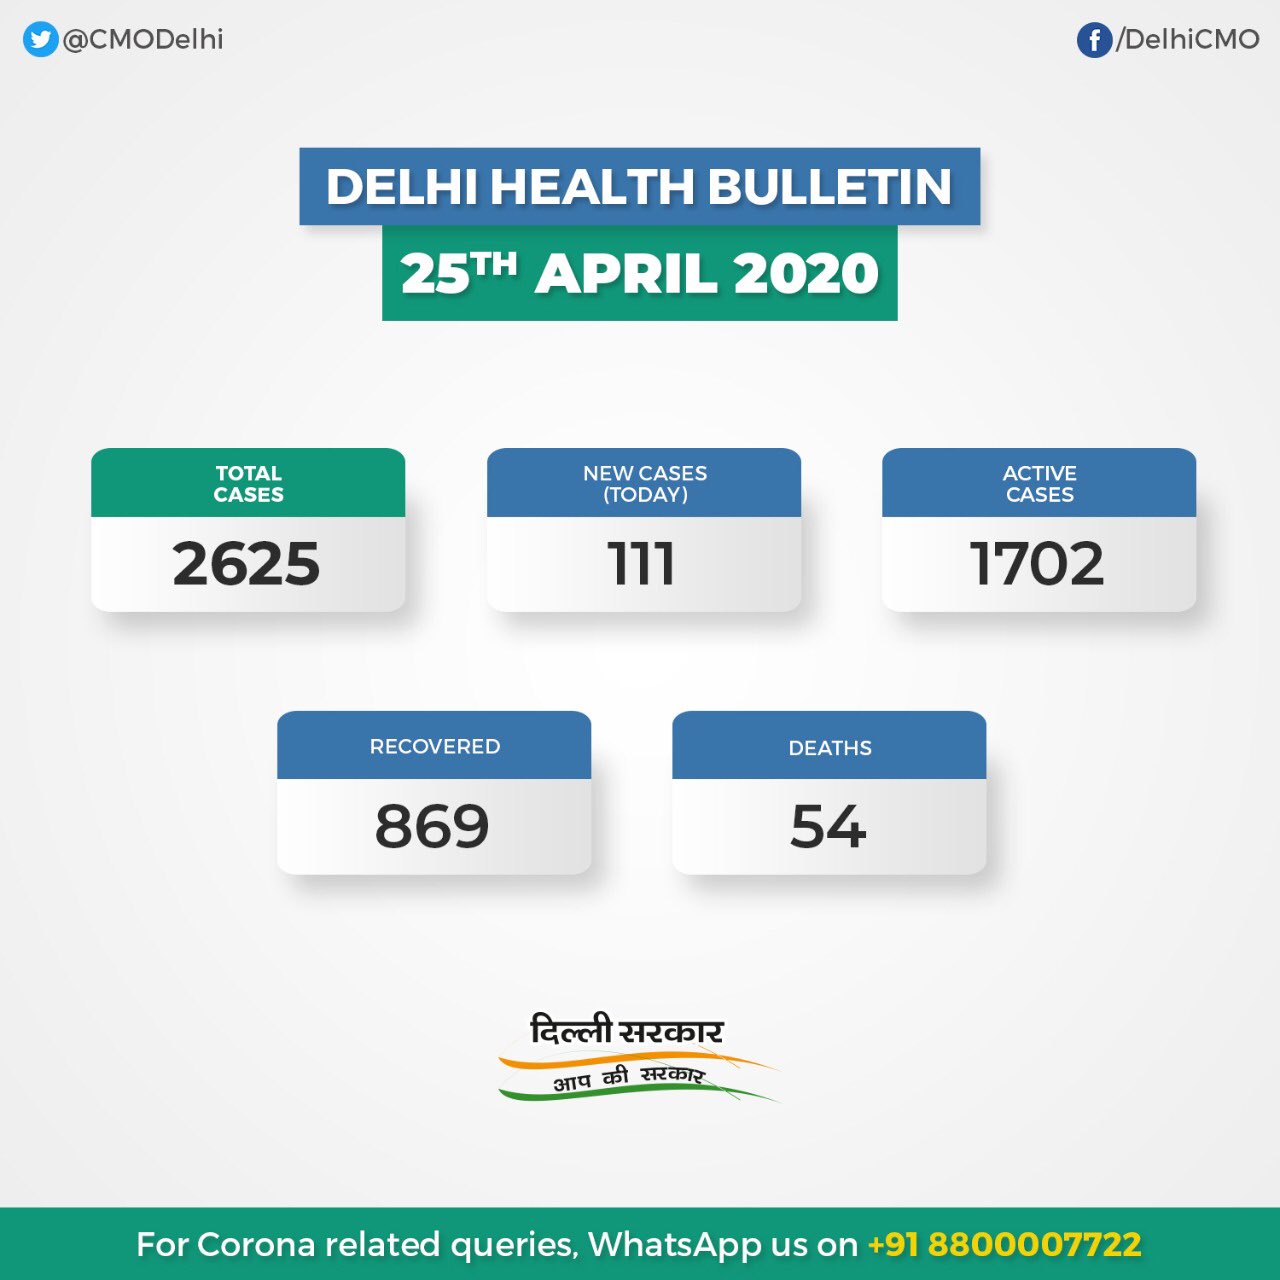 @CMODelhi
/DelhiCMO
DELHI HEALTH BULLETIN
25TH APRIL 2020
TOTAL
CASES
2625
NEW CASES
(TODAY)
111
ACTIVE
CASES
1702
RECOVERED
869
DEATHS
54
दिल्ली सरकार
आप की सरकार
For Corona related queries, WhatsApp us on +91 8800007722